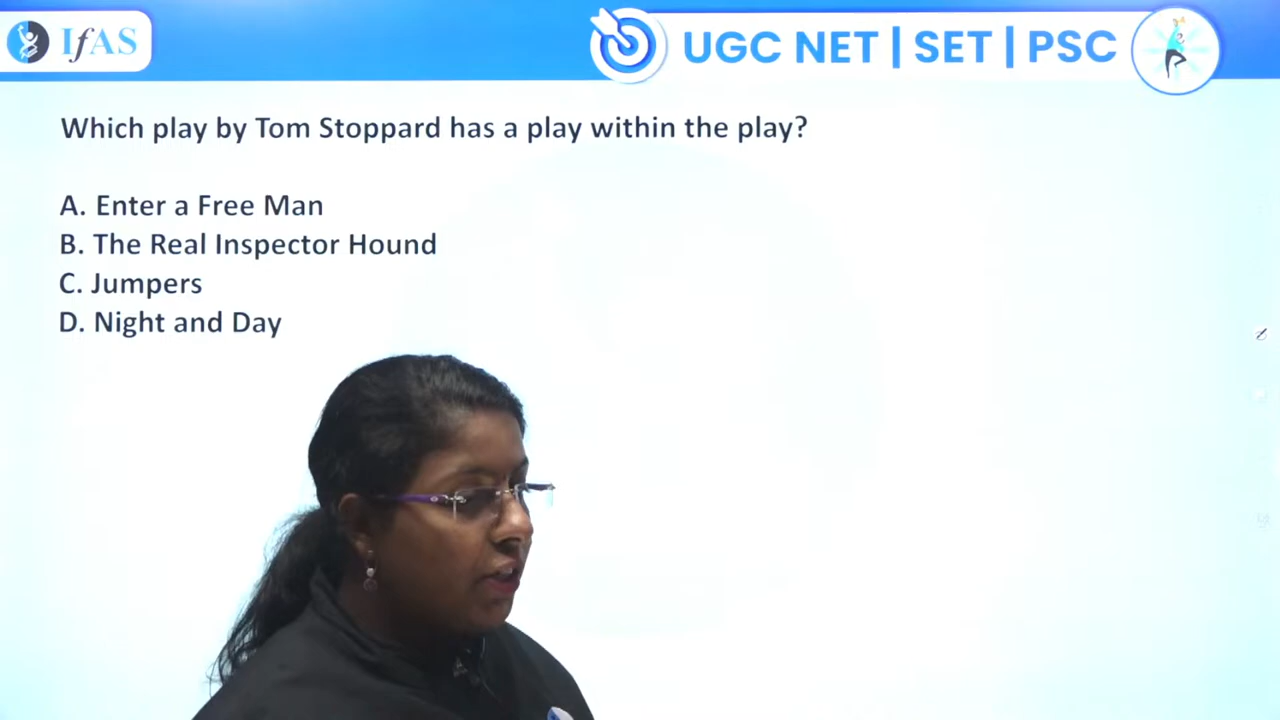 IfAS
UGC NET | SET | PSC
Which play by Tom Stoppard has a play within the play?
A. Enter a Free Man
B. The Real Inspector Hound
C. Jumpers
D. Night and Day